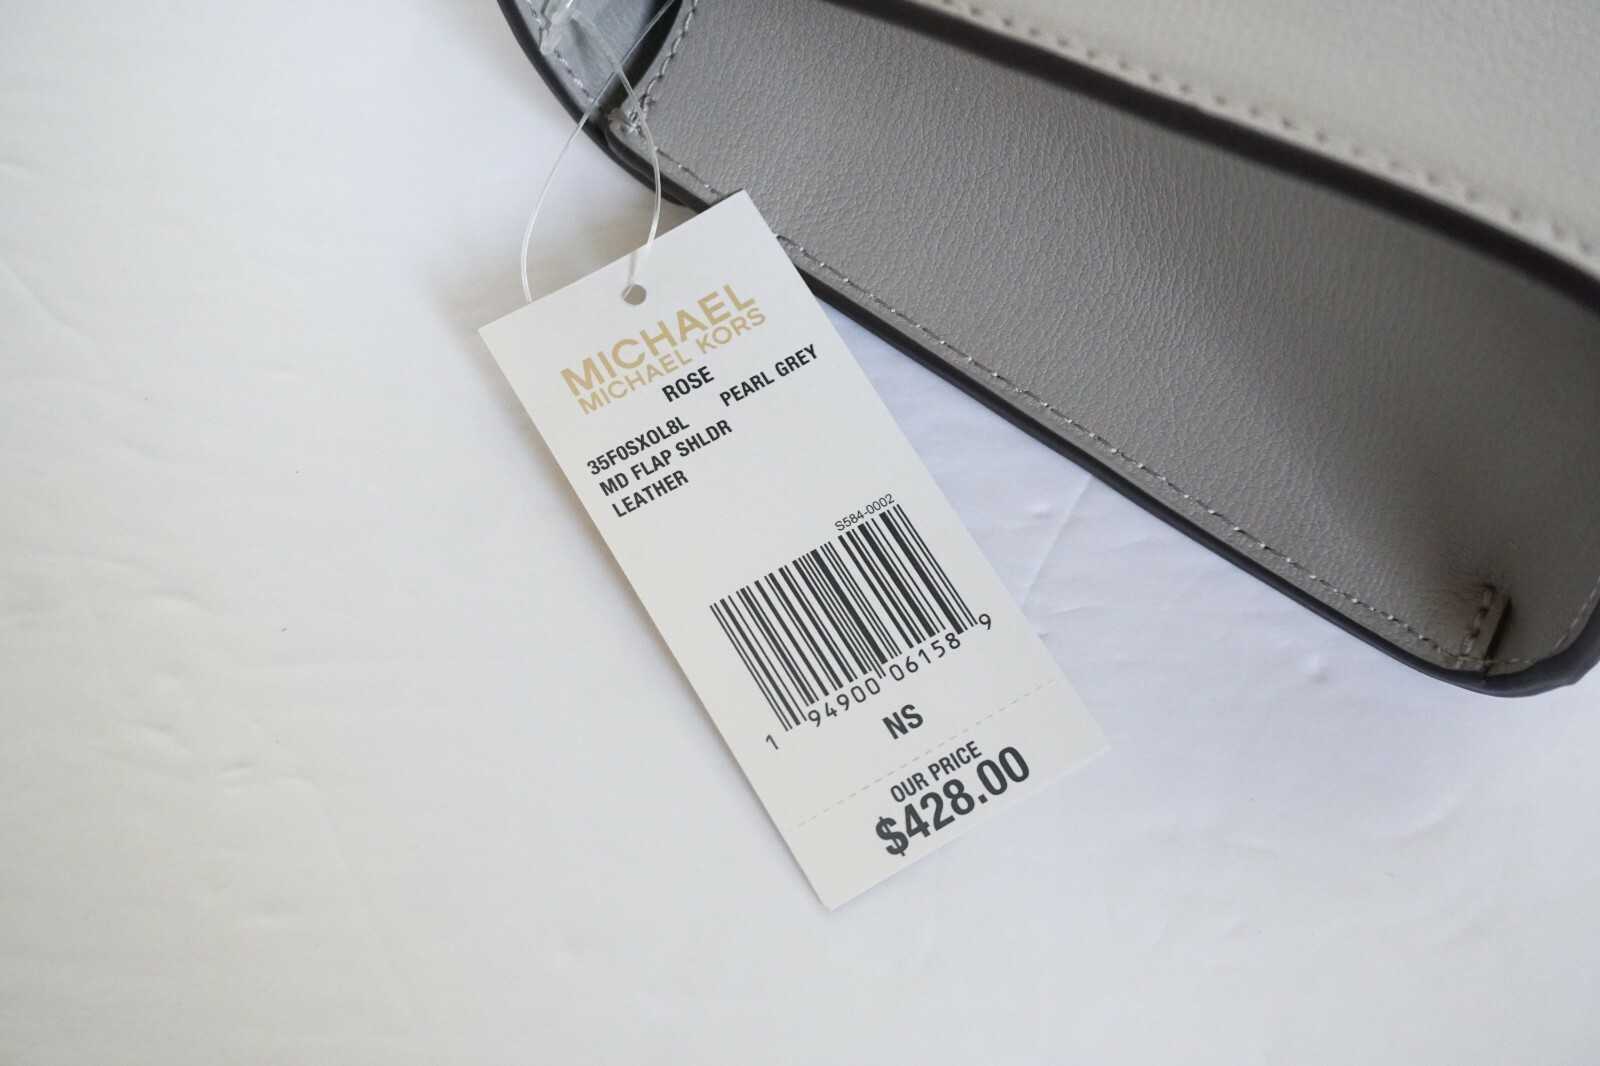 MICHAEL
MICHAEL KORS
ROSE
35F0SXOL8L PEARL GREY
MD FLAP SHLDR
LEATHER
S584-0002
1 94900 06158 9
NS
OUR PRICE
$428.00